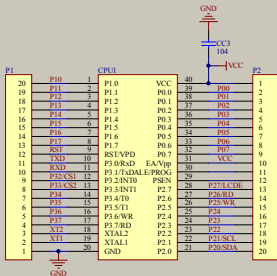 GND
CC3
104
VCC
P1 CPU1 P2
20 P10 1 P1.0 VCC 40 1
19 P11 2 P1.1 P0.0 39 P00 2
18 P12 3 P1.2 P0.1 38 P01 3
17 P13 4 P1.3 P0.2 37 P02 4
16 P14 5 P1.4 P0.3 36 P03 5
15 P15 6 P1.5 P0.4 35 P04 6
14 P16 7 P1.6 P0.5 34 P05 7
13 P17 8 P1.7 P0.6 33 P06 8
12 RST 9 RST/VPD P0.7 32 P07 9
11 TXD 10 P3.0/RxD EA/Vpp 31 VCC 10
10 RXD 11 P3.1/TxD ALE/PROG 30 11
9 P32/CS1 12 P3.2/INT0 PSEN 29 12
8 P33/CS2 13 P3.3/INT1 P2.7 28 P27/LCDE 13
7 P34 14 P3.4/T0 P2.6 27 P26/RD 14
6 P35 15 P3.5/T1 P2.5 26 P25/WR 15
5 P36 16 P3.6/WR P2.4 25 P24 16
4 P37 17 P3.7/RD P2.3 24 P23 17
3 XT2 18 XTAL2 P2.2 23 P22 18
2 XT1 19 XTAL1 P2.1 22 P21/SCL 19
1 20 GND P2.0 21 P20/SDA 20
GND